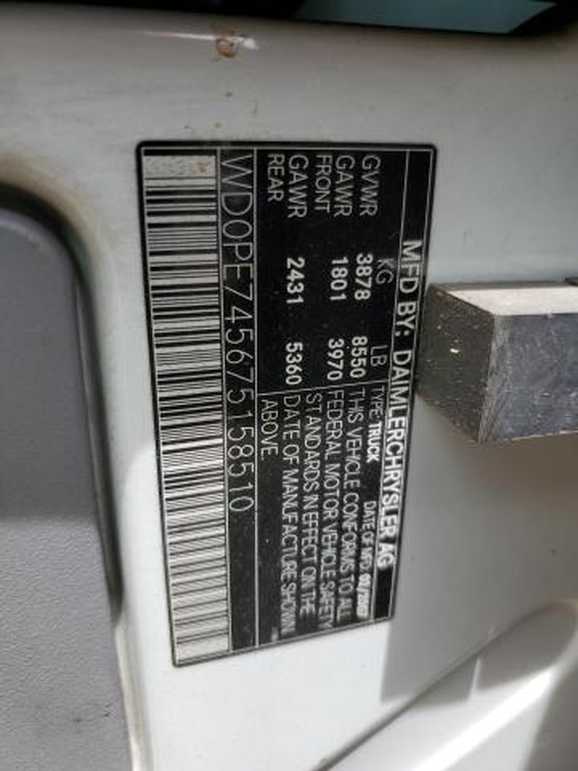 MFD BY: DAIMLERCHRYSLER AG
KG LB DATE OF MFD
GVWR 3878 8550 TYPE: TRUCK
GAWR 1801 3970
FRONT
GAWR 2431 5360
REAR
THIS VEHICLE CONFORMS TO ALL
FEDERAL MOTOR VEHICLE SAFETY
STANDARDS IN EFFECT ON THE
DATE OF MANUFACTURE SHOWN
ABOVE.
WD0PE745675158510